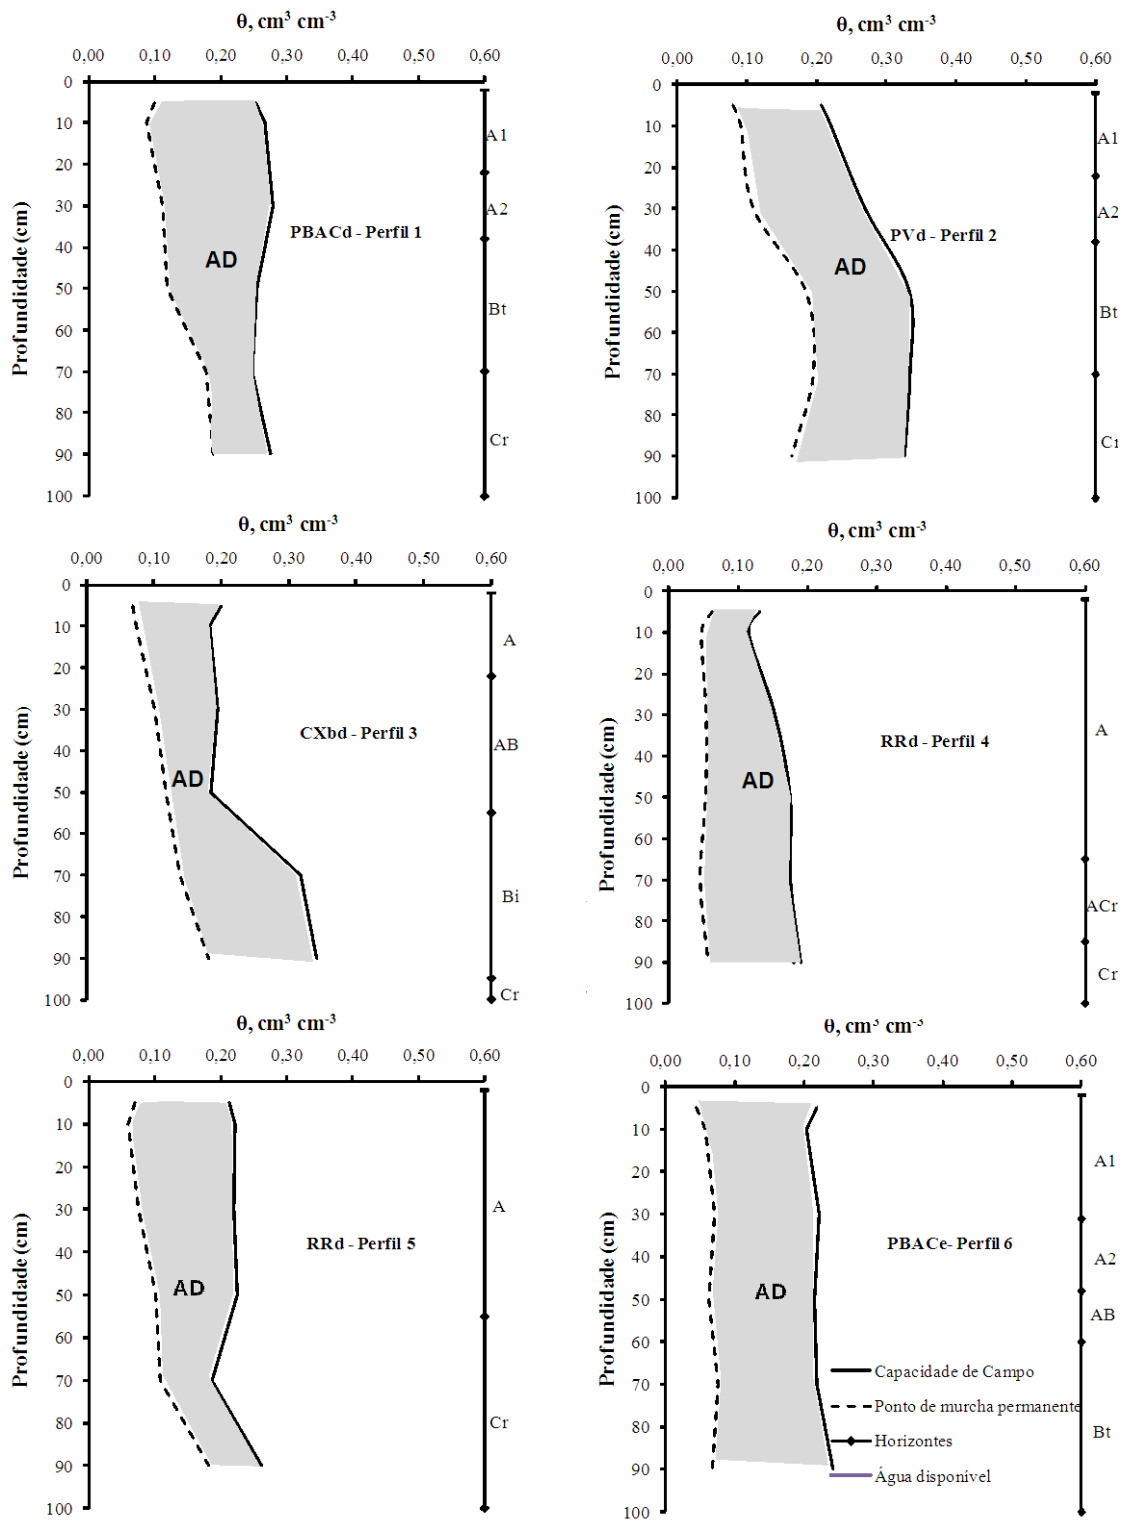 θ, cm³ cm⁻³
0,00 0,10 0,20 0,30 0,40 0,50 0,60
0
10
20
30
40
50
60
70
80
90
100
Profundidade (cm)
PBACd - Perfil 1
AD
A1
A2
Bt
Cr
θ, cm³ cm⁻³
0,00 0,10 0,20 0,30 0,40 0,50 0,60
0
10
20
30
40
50
60
70
80
90
100
Profundidade (cm)
PVd - Perfil 2
AD
A1
A2
Bt
Cr
θ, cm³ cm⁻³
0,00 0,10 0,20 0,30 0,40 0,50 0,60
0
10
20
30
40
50
60
70
80
90
100
Profundidade (cm)
CXbd - Perfil 3
AD
A
AB
Bi
Cr
θ, cm³ cm⁻³
0,00 0,10 0,20 0,30 0,40 0,50 0,60
0
10
20
30
40
50
60
70
80
90
100
Profundidade (cm)
RRd - Perfil 4
AD
A
ACr
Cr
θ, cm³ cm⁻³
0,00 0,10 0,20 0,30 0,40 0,50 0,60
0
10
20
30
40
50
60
70
80
90
100
Profundidade (cm)
RRd - Perfil 5
AD
A
Cr
θ, cm³ cm⁻³
0,00 0,10 0,20 0,30 0,40 0,50 0,60
0
10
20
30
40
50
60
70
80
90
100
Profundidade (cm)
PBACe- Perfil 6
AD
A1
A2
AB
Bt
Capacidade de Campo
Ponto de murcha permanente
Horizontes
Água disponivel